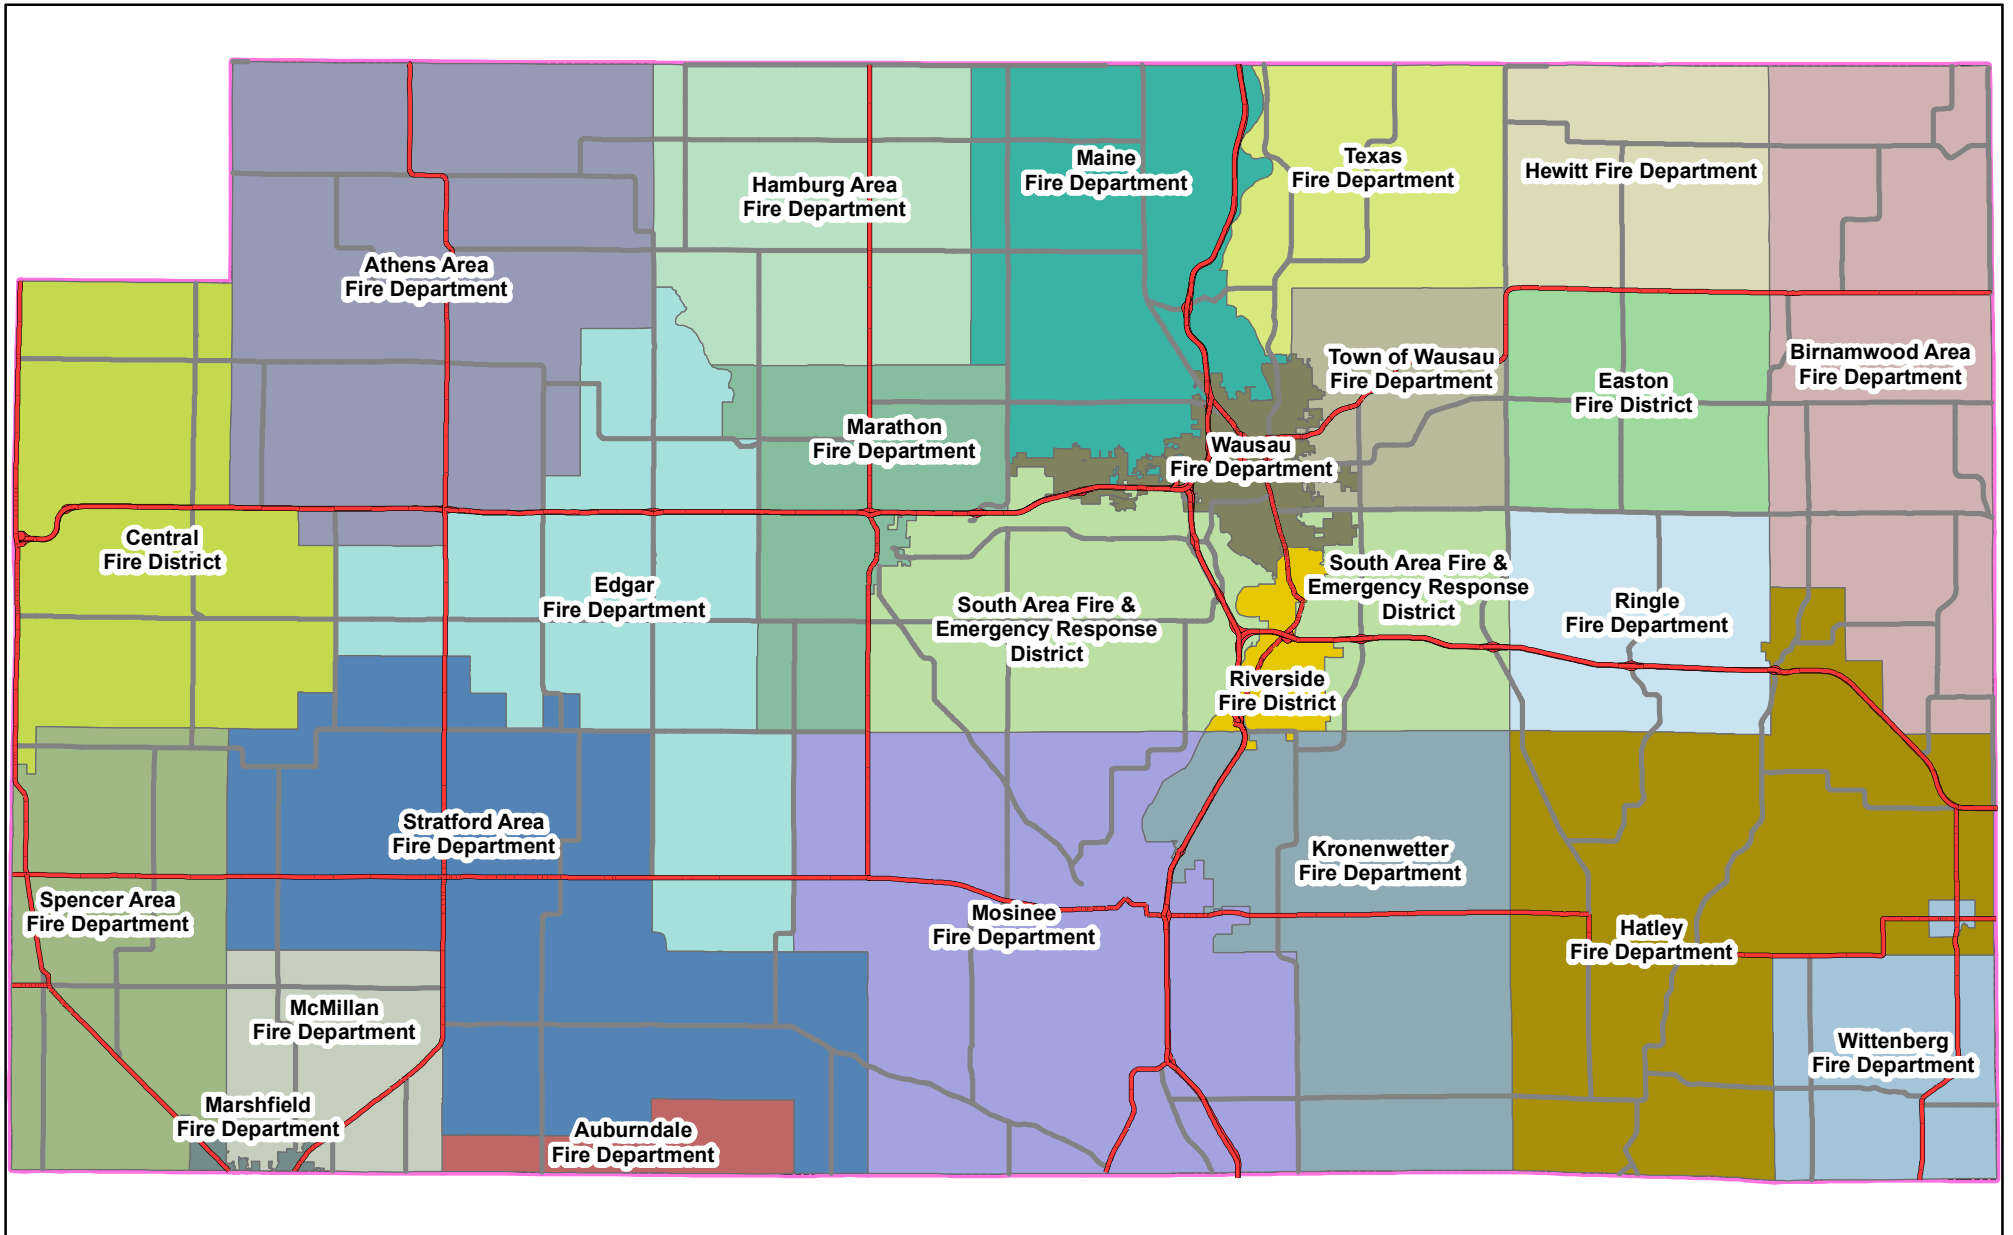 Maine
Fire Department
Texas
Fire Department
Hewitt Fire Department
Hamburg Area
Fire Department
Athens Area
Fire Department
Town of Wausau
Fire Department
Birnamwood Area
Fire Department
Easton
Fire District
Marathon
Fire Department
Wausau
Fire Department
Central
Fire District
Edgar
Fire Department
South Area Fire &
Emergency Response
District
South Area Fire &
Emergency Response
District
Ringle
Fire Department
Riverside
Fire District
Stratford Area
Fire Department
Kronenwetter
Fire Department
Spencer Area
Fire Department
Mosinee
Fire Department
Hatley
Fire Department
McMillan
Fire Department
Wittenberg
Fire Department
Marshfield
Fire Department
Auburndale
Fire Department